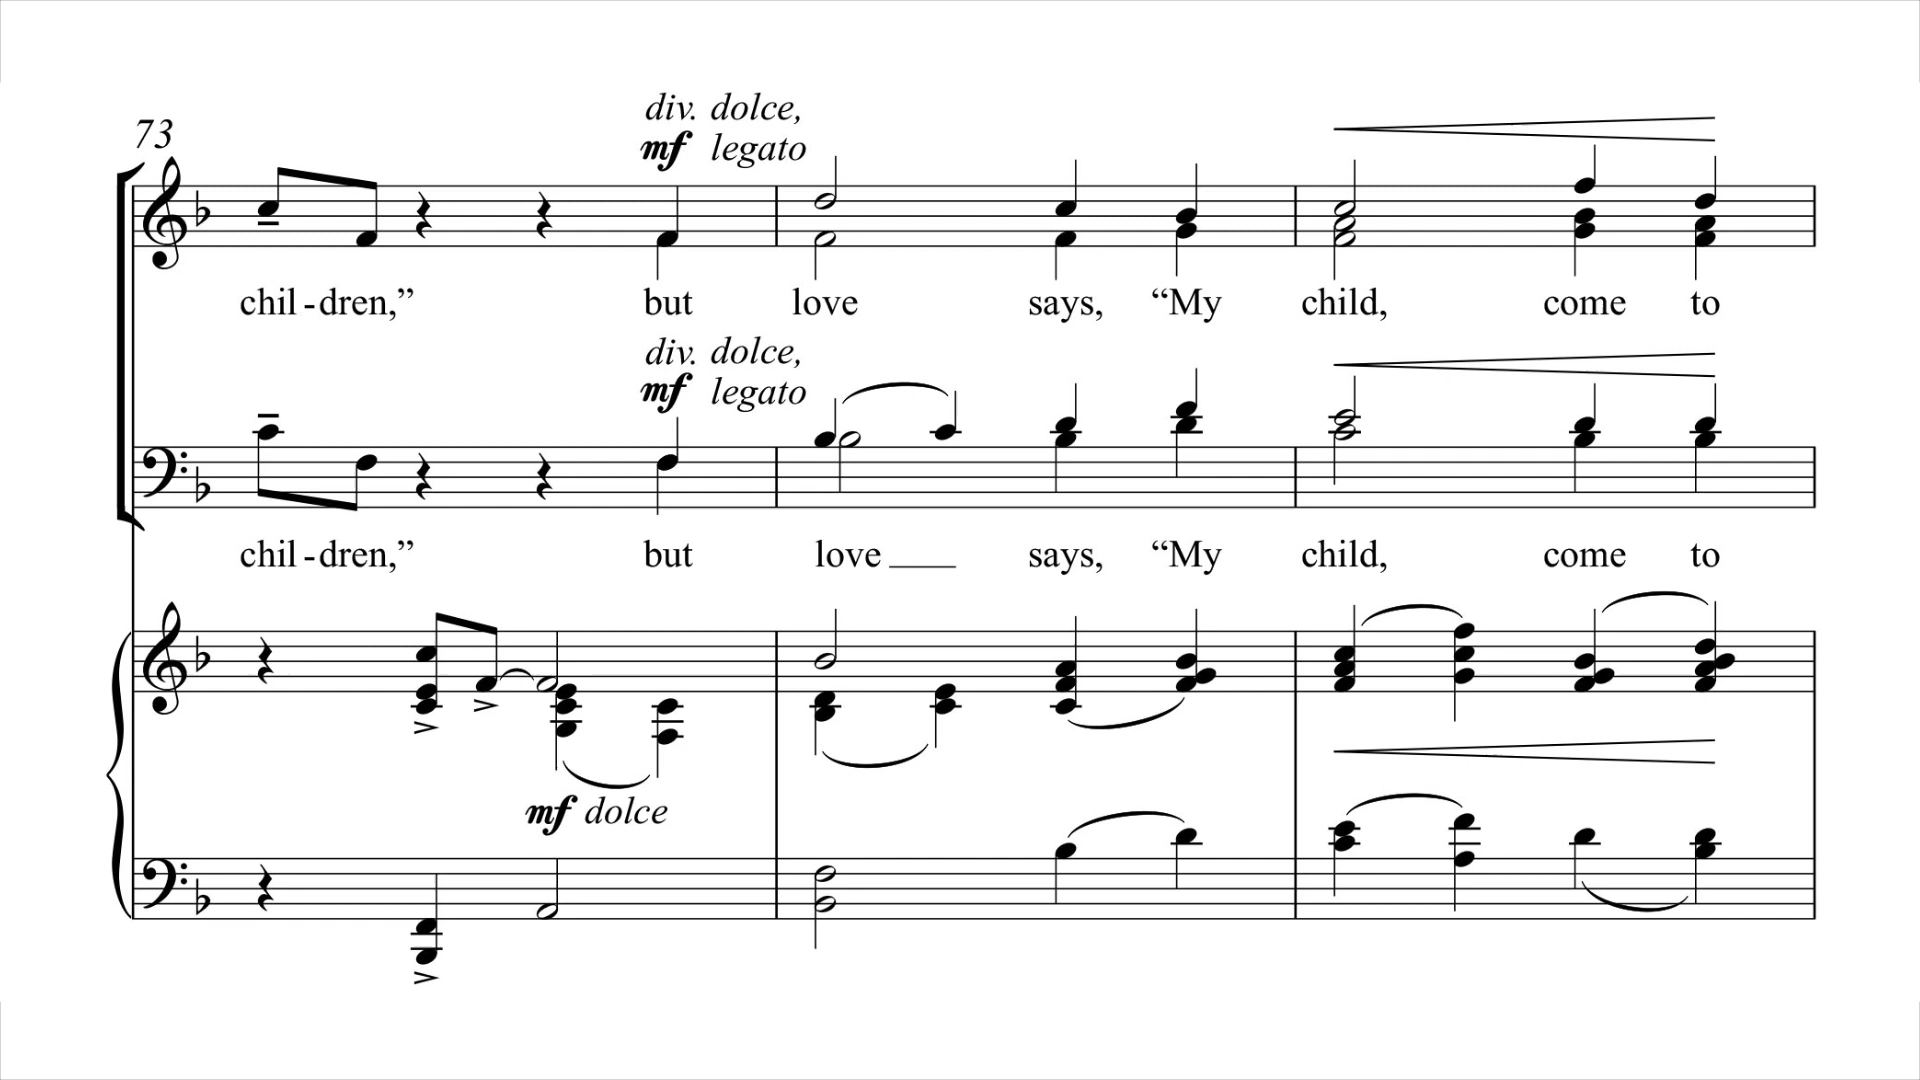 div. dolce,
73
mf legato
chil - dren,” but love says, “My child, come to
div. dolce,
mf legato
chil - dren,” but love says, “My child, come to
mf dolce